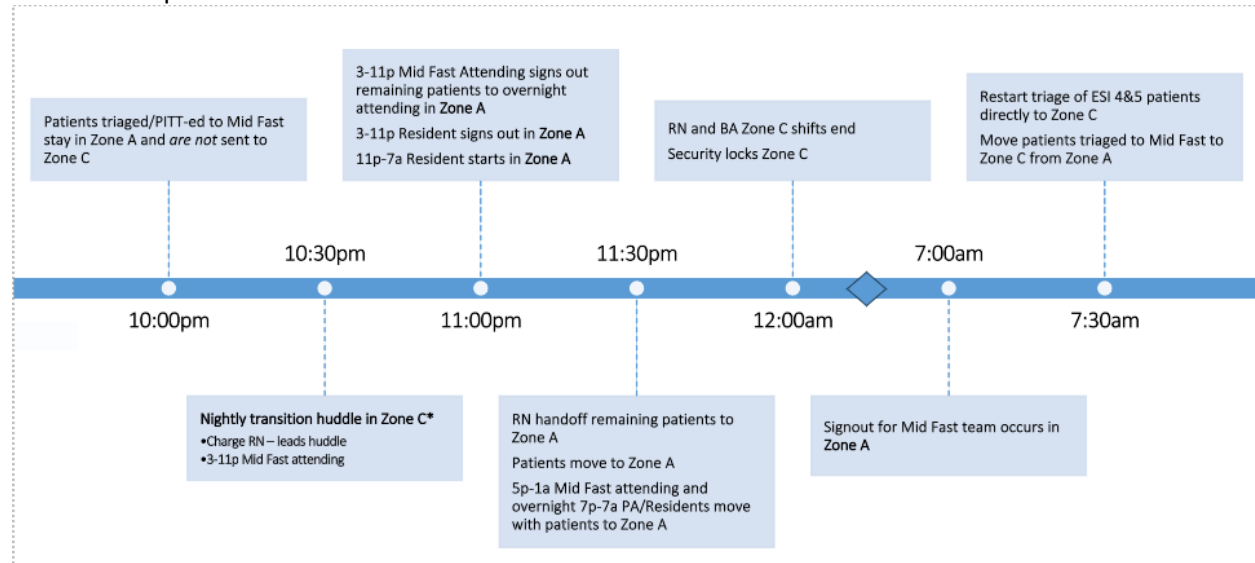 Patients triaged/PITT-ed to Mid Fast
stay in Zone A and are not sent to
Zone C
3-11p Mid Fast Attending signs out
remaining patients to overnight
attending in Zone A
3-11p Resident signs out in Zone A
11p-7a Resident starts in Zone A
RN and BA Zone C shifts end
Security locks Zone C
Restart triage of ESI 4&5 patients
directly to Zone C
Move patients triaged to Mid Fast to
Zone C from Zone A
10:30pm
11:30pm
7:00am
10:00pm
11:00pm
12:00am
7:30am
Nightly transition huddle in Zone C*
•Charge RN – leads huddle
•3-11p Mid Fast attending
RN handoff remaining patients to
Zone A
Patients move to Zone A
5p-1a Mid Fast attending and
overnight 7p-7a PA/Residents move
with patients to Zone A
Signout for Mid Fast team occurs in
Zone A